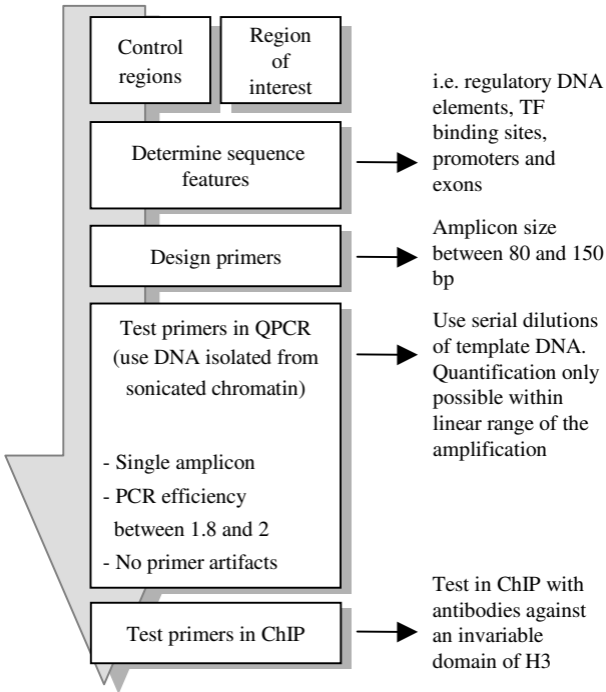 Control
regions
Region
of
interest
Determine sequence
features
i.e. regulatory DNA
elements, TF
binding sites,
promoters and
exons
Design primers
Amplicon size
between 80 and 150
bp
Test primers in QPCR
(use DNA isolated from
sonicated chromatin)
- Single amplicon
- PCR efficiency
between 1.8 and 2
- No primer artifacts
Use serial dilutions
of template DNA.
Quantification only
possible within
linear range of the
amplification
Test primers in ChIP
Test in ChIP with
antibodies against
an invariable
domain of H3